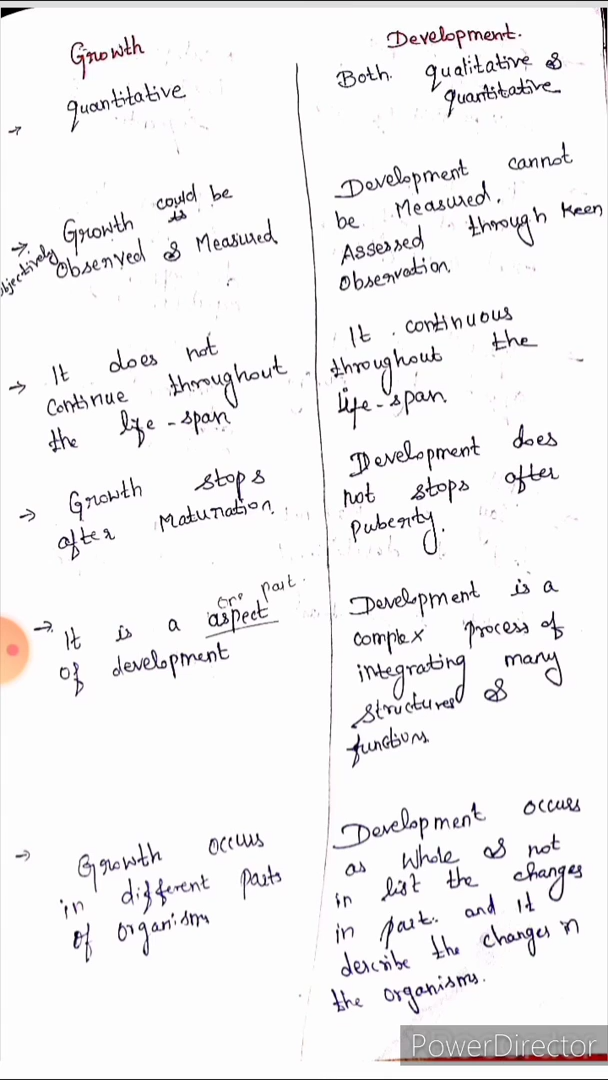 Growth
quantitative
→
→ Growth could be
is
objectively
observed & Measured
→ It does not
continue throughout
the life-span
→ Growth stops
after Maturation.
→ It is a aspect
(or) part.
of development
→ Growth occurs
in different parts
of organisms
Development.
Both qualitative &
quantitative
Development cannot
be Measured.
Assessed through keen
observation.
It continuous
throughout the
life-span
Development does
not stops after
puberty.
Development is a
complex process of
integrating many
structures &
functions
Development occurs
as whole & not
in list the changes
in part. and it
describe the changes in
the organisms.
PowerDirector